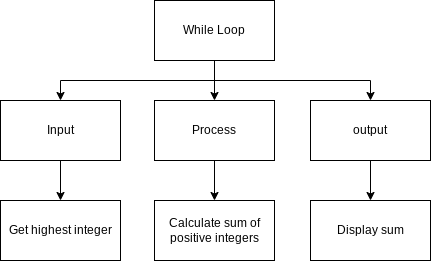 While Loop
Input
Process
output
Get highest integer
Calculate sum of
positive integers
Display sum